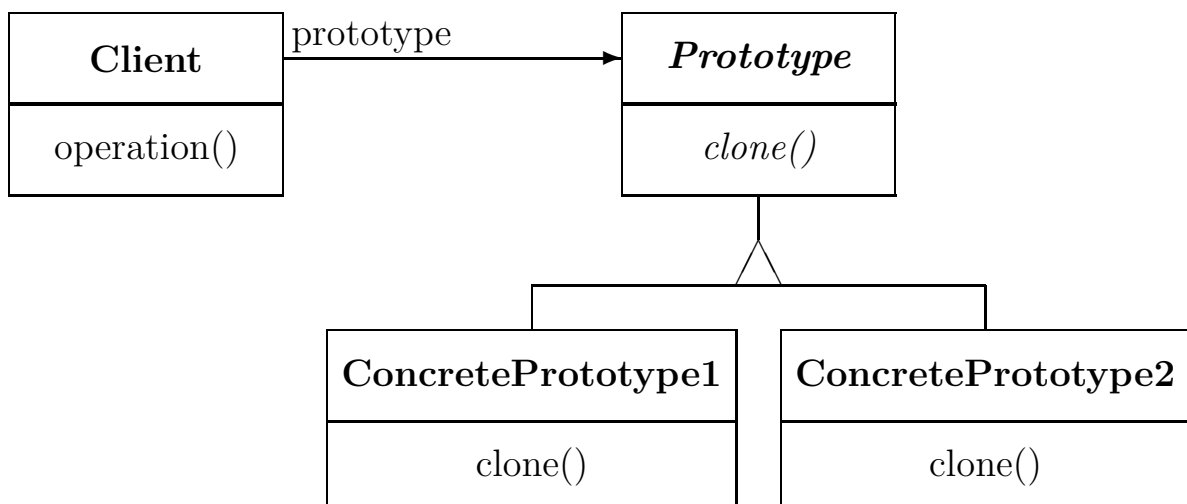 Client
prototype
Prototype
operation()
clone()
ConcretePrototype1
ConcretePrototype2
clone()
clone()